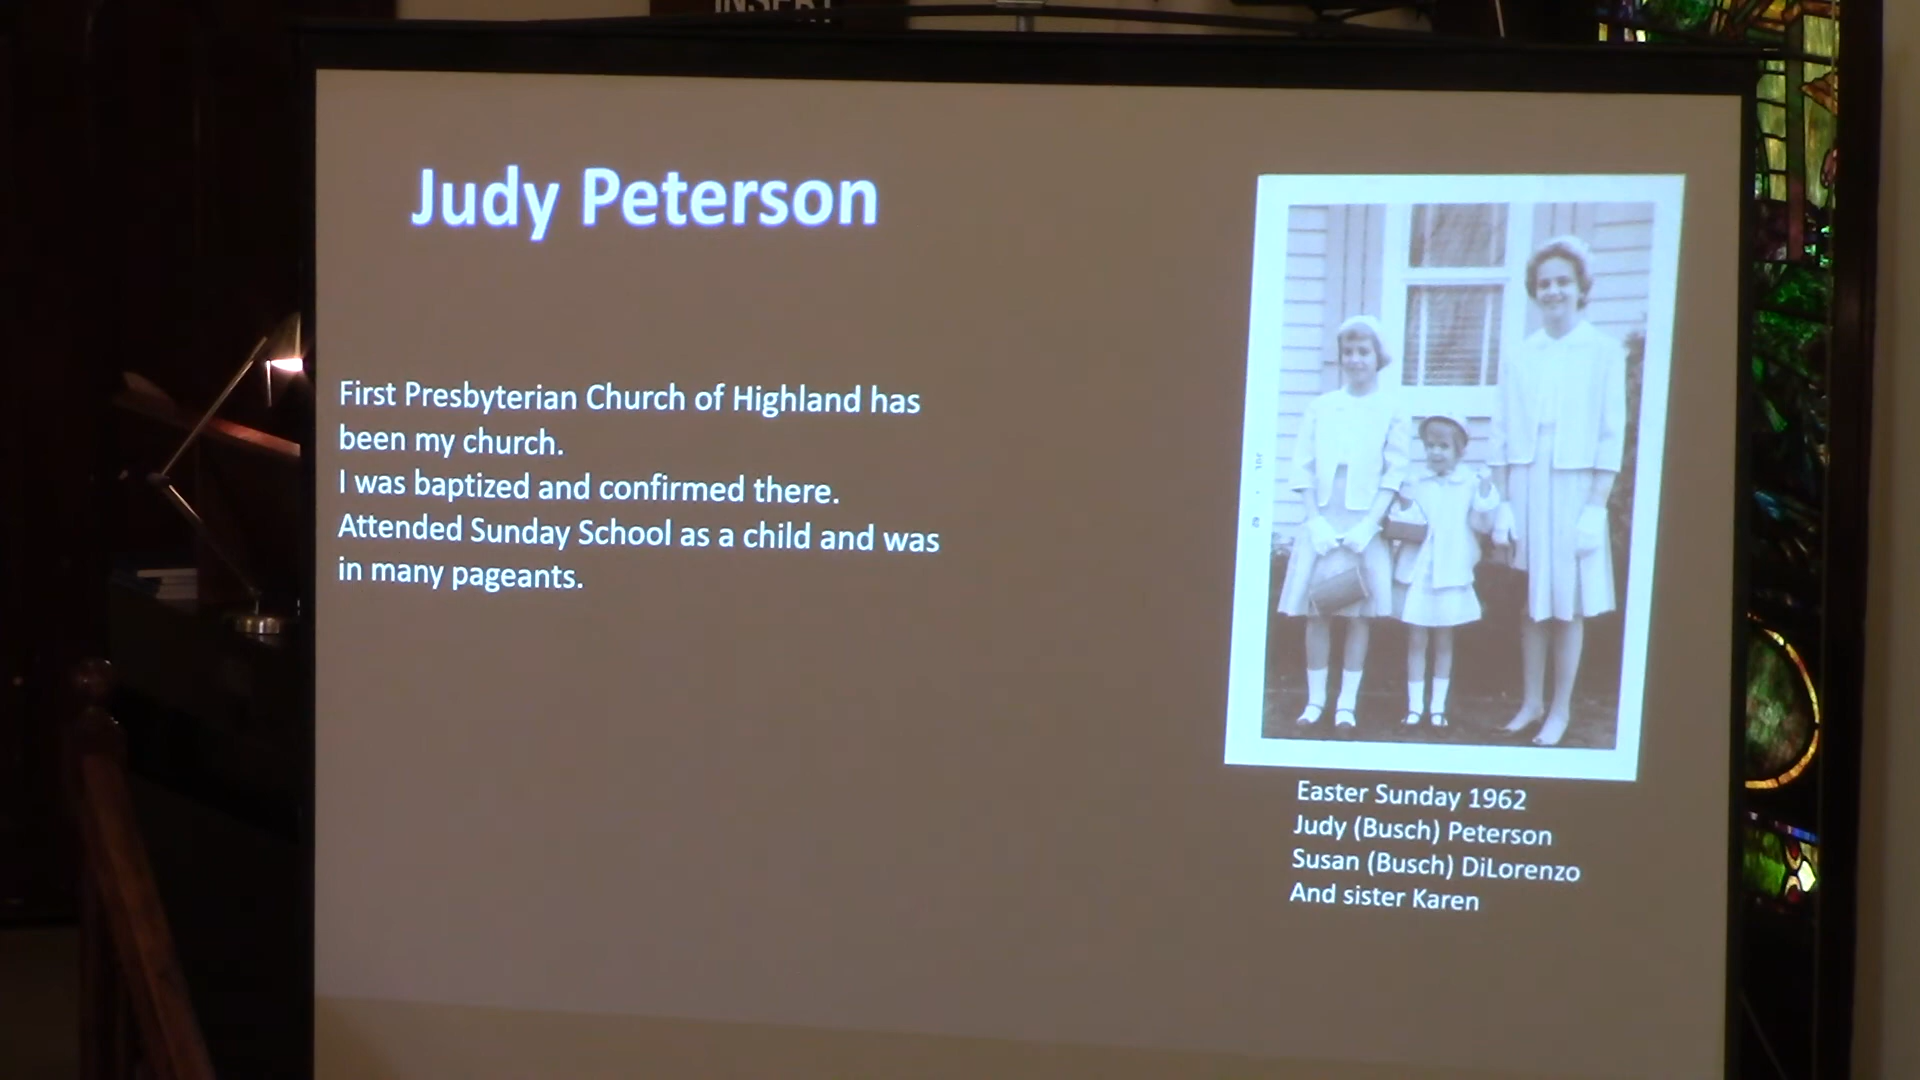 INSERT
Judy Peterson
First Presbyterian Church of Highland has
been my church.
I was baptized and confirmed there.
Attended Sunday School as a child and was
in many pageants.
Easter Sunday 1962
Judy (Busch) Peterson
Susan (Busch) DiLorenzo
And sister Karen